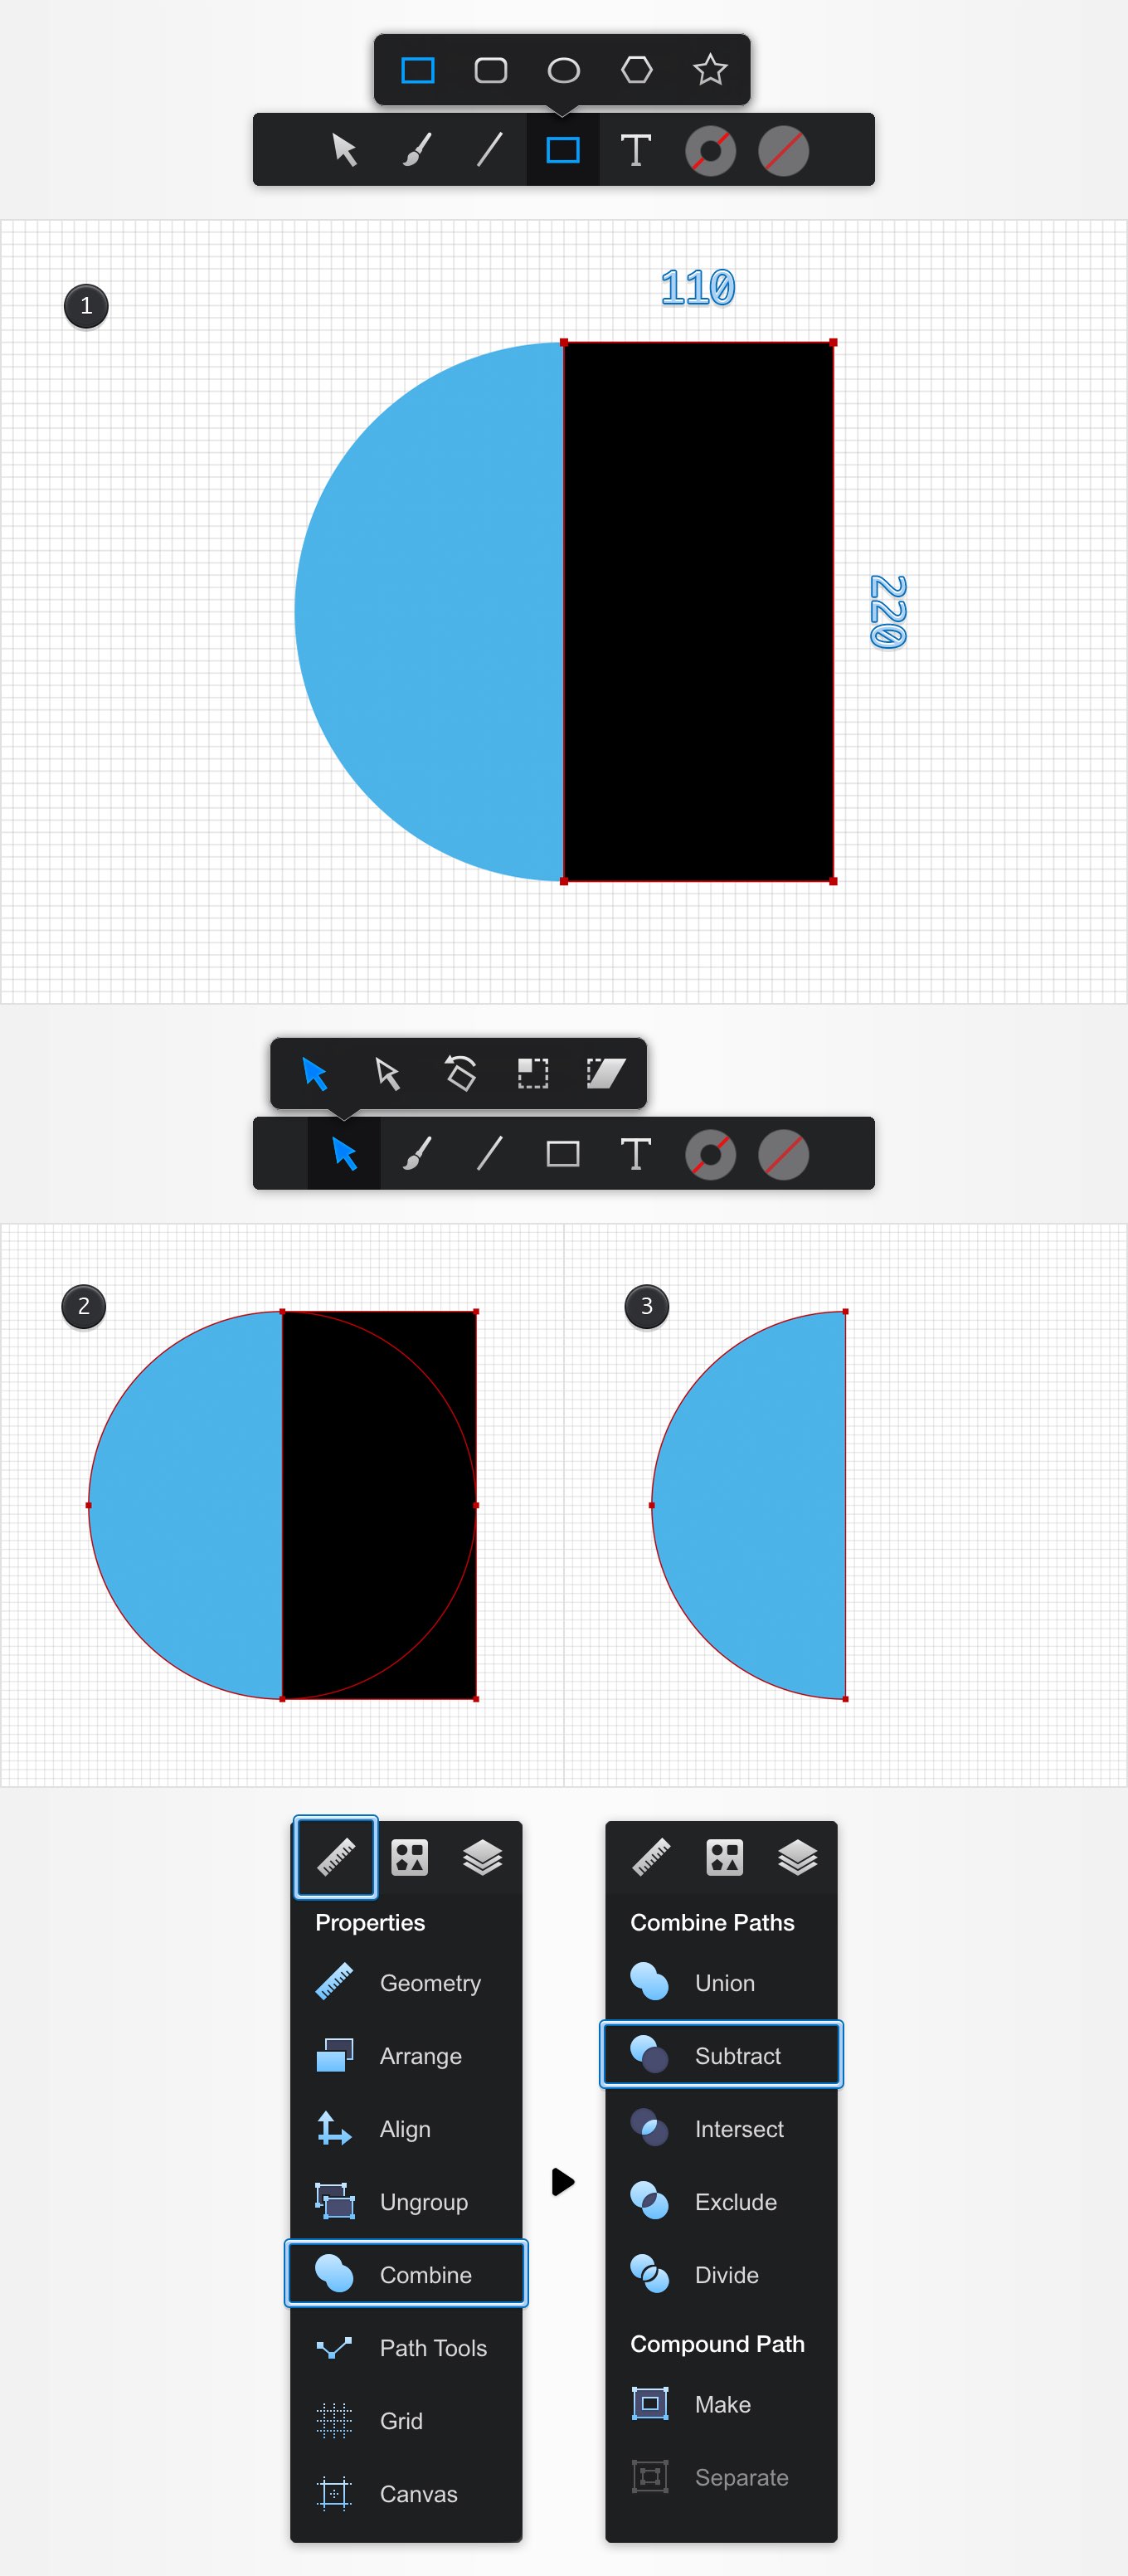 T
1
110
220
T
2
3
Properties
Geometry
Arrange
Align
Ungroup
Combine
Path Tools
Grid
Canvas
Combine Paths
Union
Subtract
Intersect
Exclude
Divide
Compound Path
Make
Separate